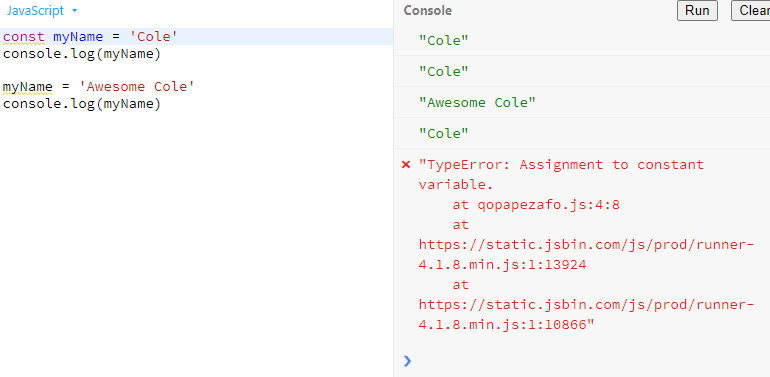 JavaScript
const myName = 'Cole'
console.log(myName)
myName = 'Awesome Cole'
console.log(myName)
Console
Run
Clear
"Cole"
"Cole"
"Awesome Cole"
"Cole"
"TypeError: Assignment to constant
variable.
at qopapezafo.js:4:8
at
https://static.jsbin.com/js/prod/runner-
4.1.8.min.js:1:13924
at
https://static.jsbin.com/js/prod/runner-
4.1.8.min.js:1:10866"